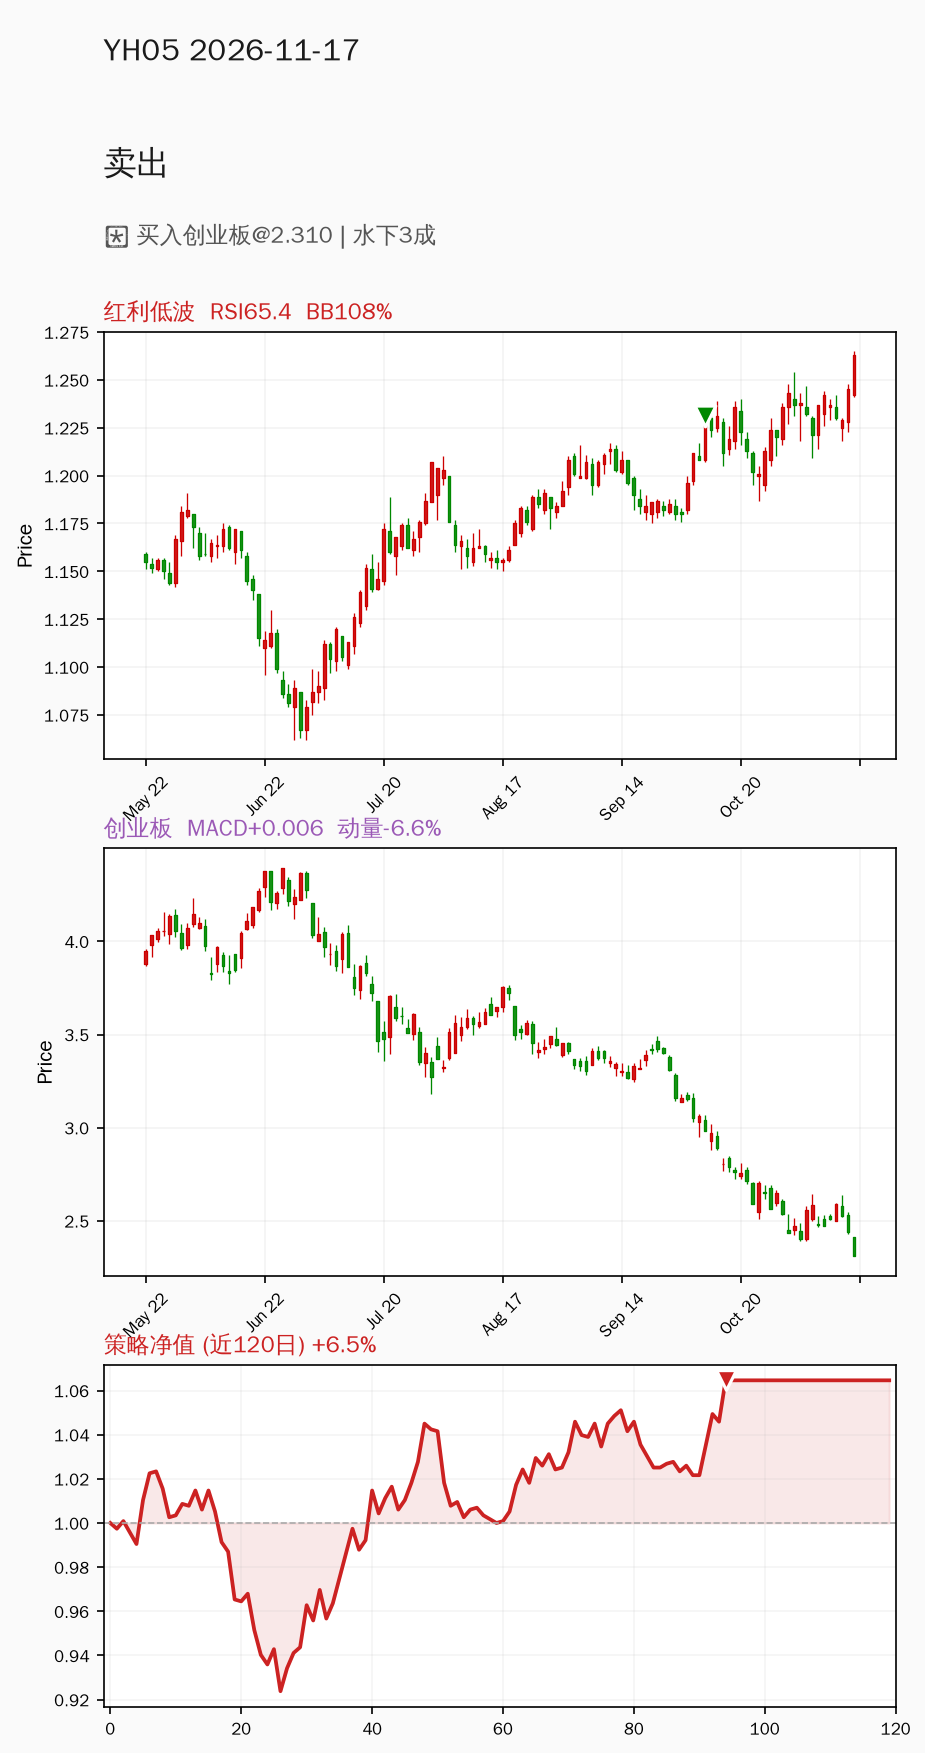 YH05 2026-11-17
卖出
🃏 买入创业板@2.310 | 水下3成
红利低波 RSI65.4 BB108%
1.275
1.250
1.225
1.200
1.175
1.150
1.125
1.100
1.075
Price
May 22
Jun 22
Jul 20
Aug 17
Sep 14
Oct 20
创业板 MACD+0.006 动量-6.6%
4.0
3.5
3.0
2.5
Price
May 22
Jun 22
Jul 20
Aug 17
Sep 14
Oct 20
策略净值 (近120日) +6.5%
1.06
1.04
1.02
1.00
0.98
0.96
0.94
0.92
0 20 40 60 80 100 120